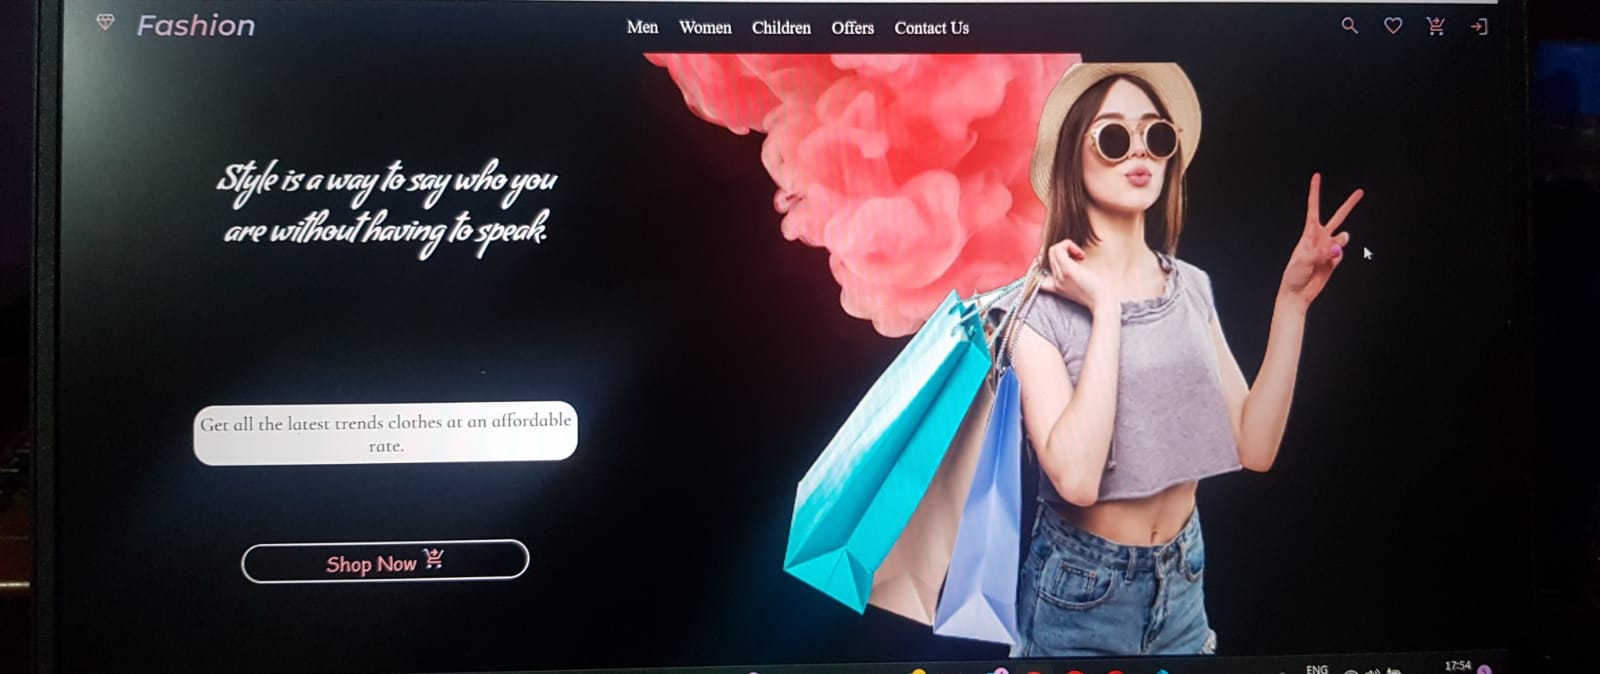 Fashion
Men Women Children Offers Contact Us
Style is a way to say who you
are without having to speak.
Get all the latest trends clothes at an affordable
rate.
Shop Now
ENG
17:54